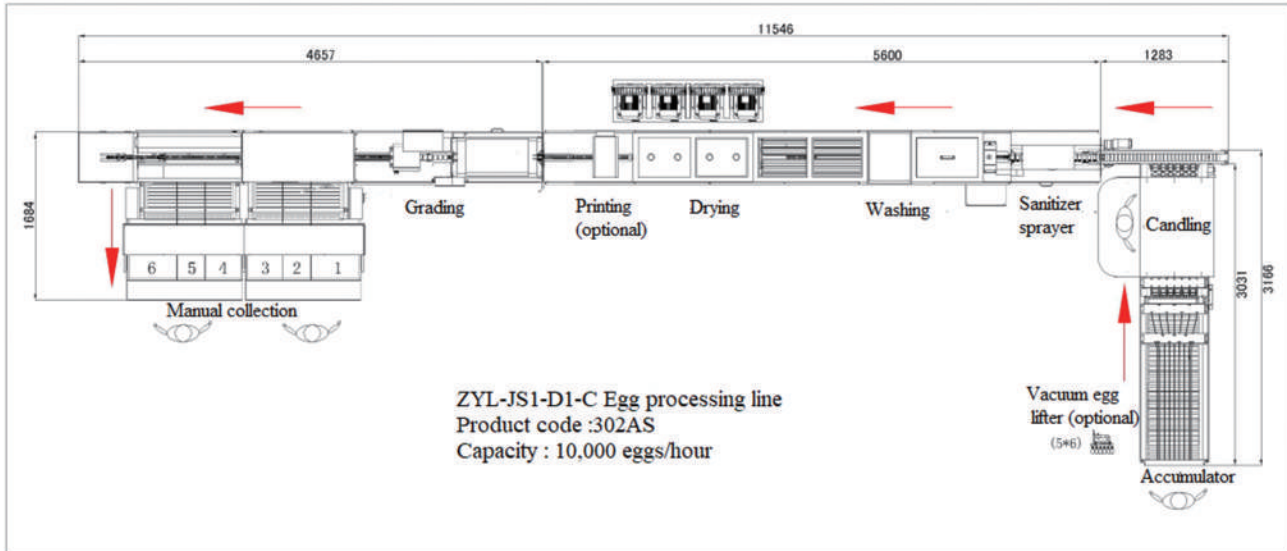 11546
4657
5600
1283
1684
Grading
Printing
(optional)
Drying
Washing
Sanitizer
sprayer
Candling
6 5 4 3 2 1
Manual collection
3031
3166
Vacuum egg
lifter (optional)
(5*6)
Accumulator
ZYL-JS1-D1-C Egg processing line
Product code :302AS
Capacity : 10,000 eggs/hour